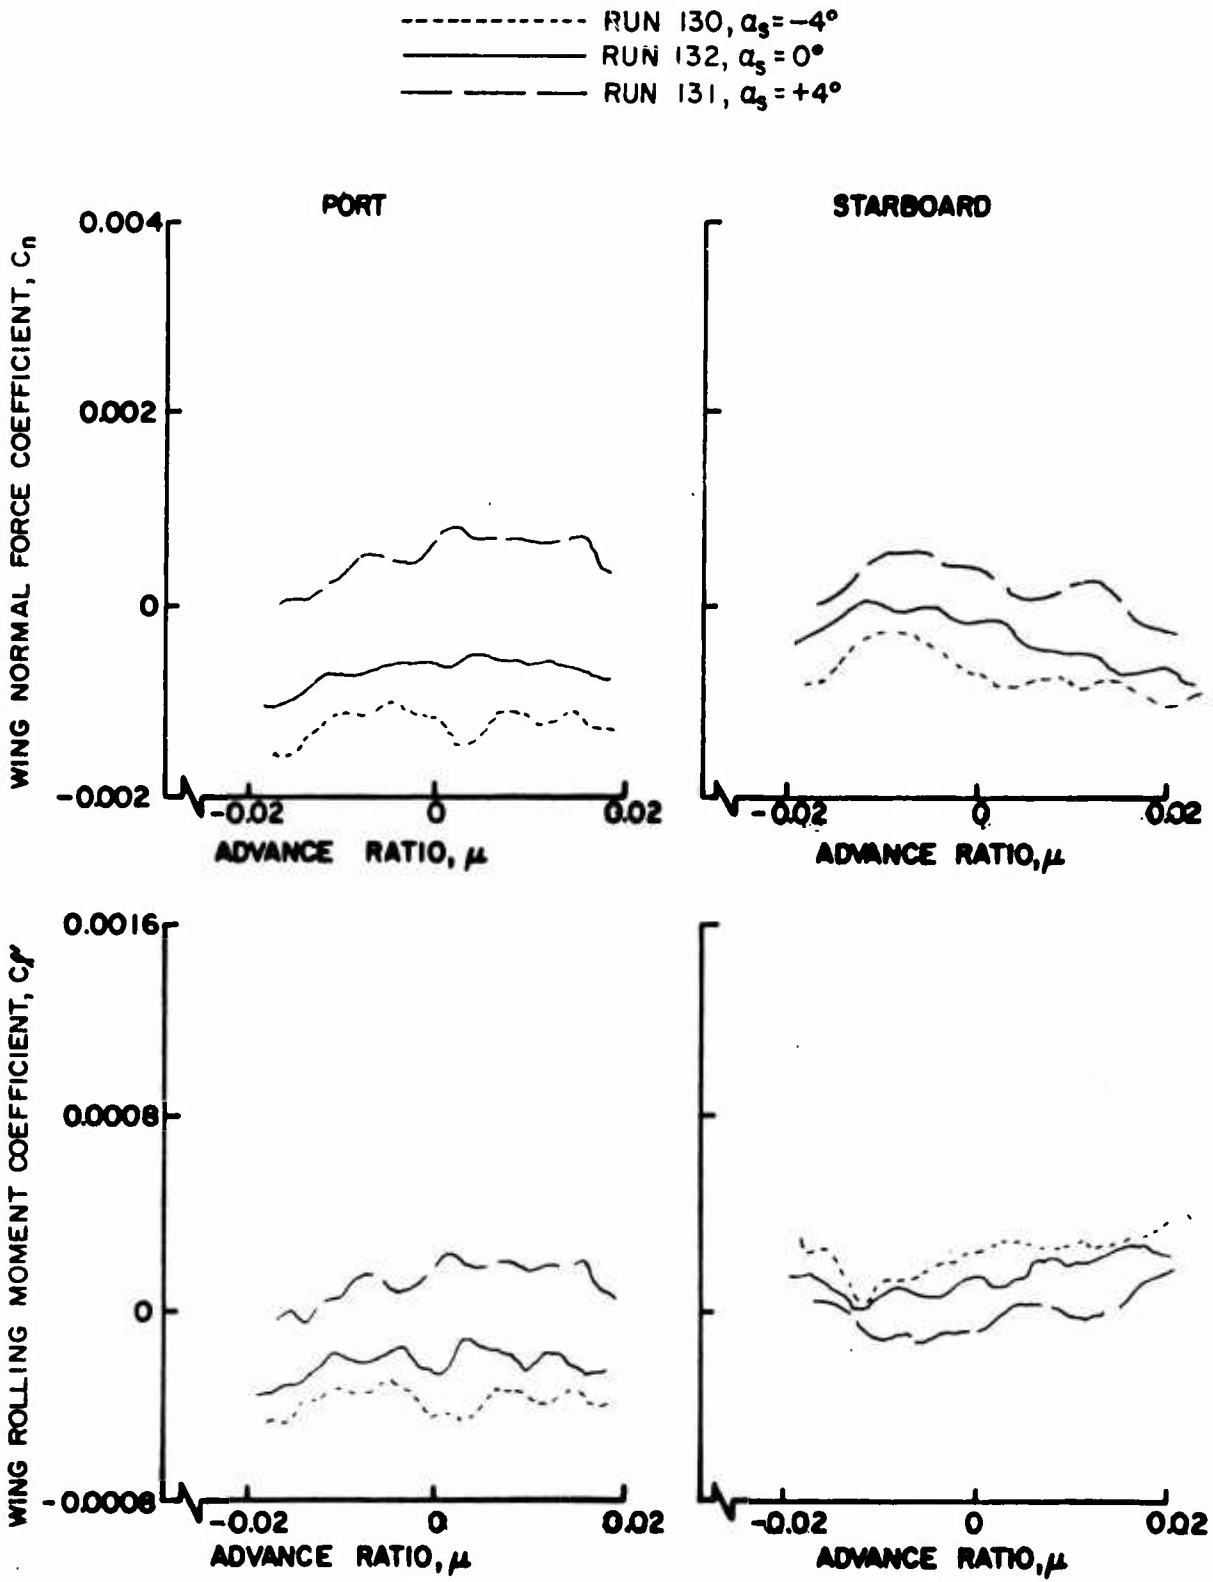 RUN 130, αs = −4°
RUN 132, αs = 0°
RUN 131, αs = +4°
PORT
STARBOARD
WING NORMAL FORCE COEFFICIENT, Cn
0.004
0.002
0
-0.002
-0.02 0 0.02
-0.02 0 0.02
ADVANCE RATIO, μ
ADVANCE RATIO, μ
WING ROLLING MOMENT COEFFICIENT, Cℓ
0.0016
0.0008
0
-0.0008
-0.02 0 0.02
-0.02 0 0.02
ADVANCE RATIO, μ
ADVANCE RATIO, μ